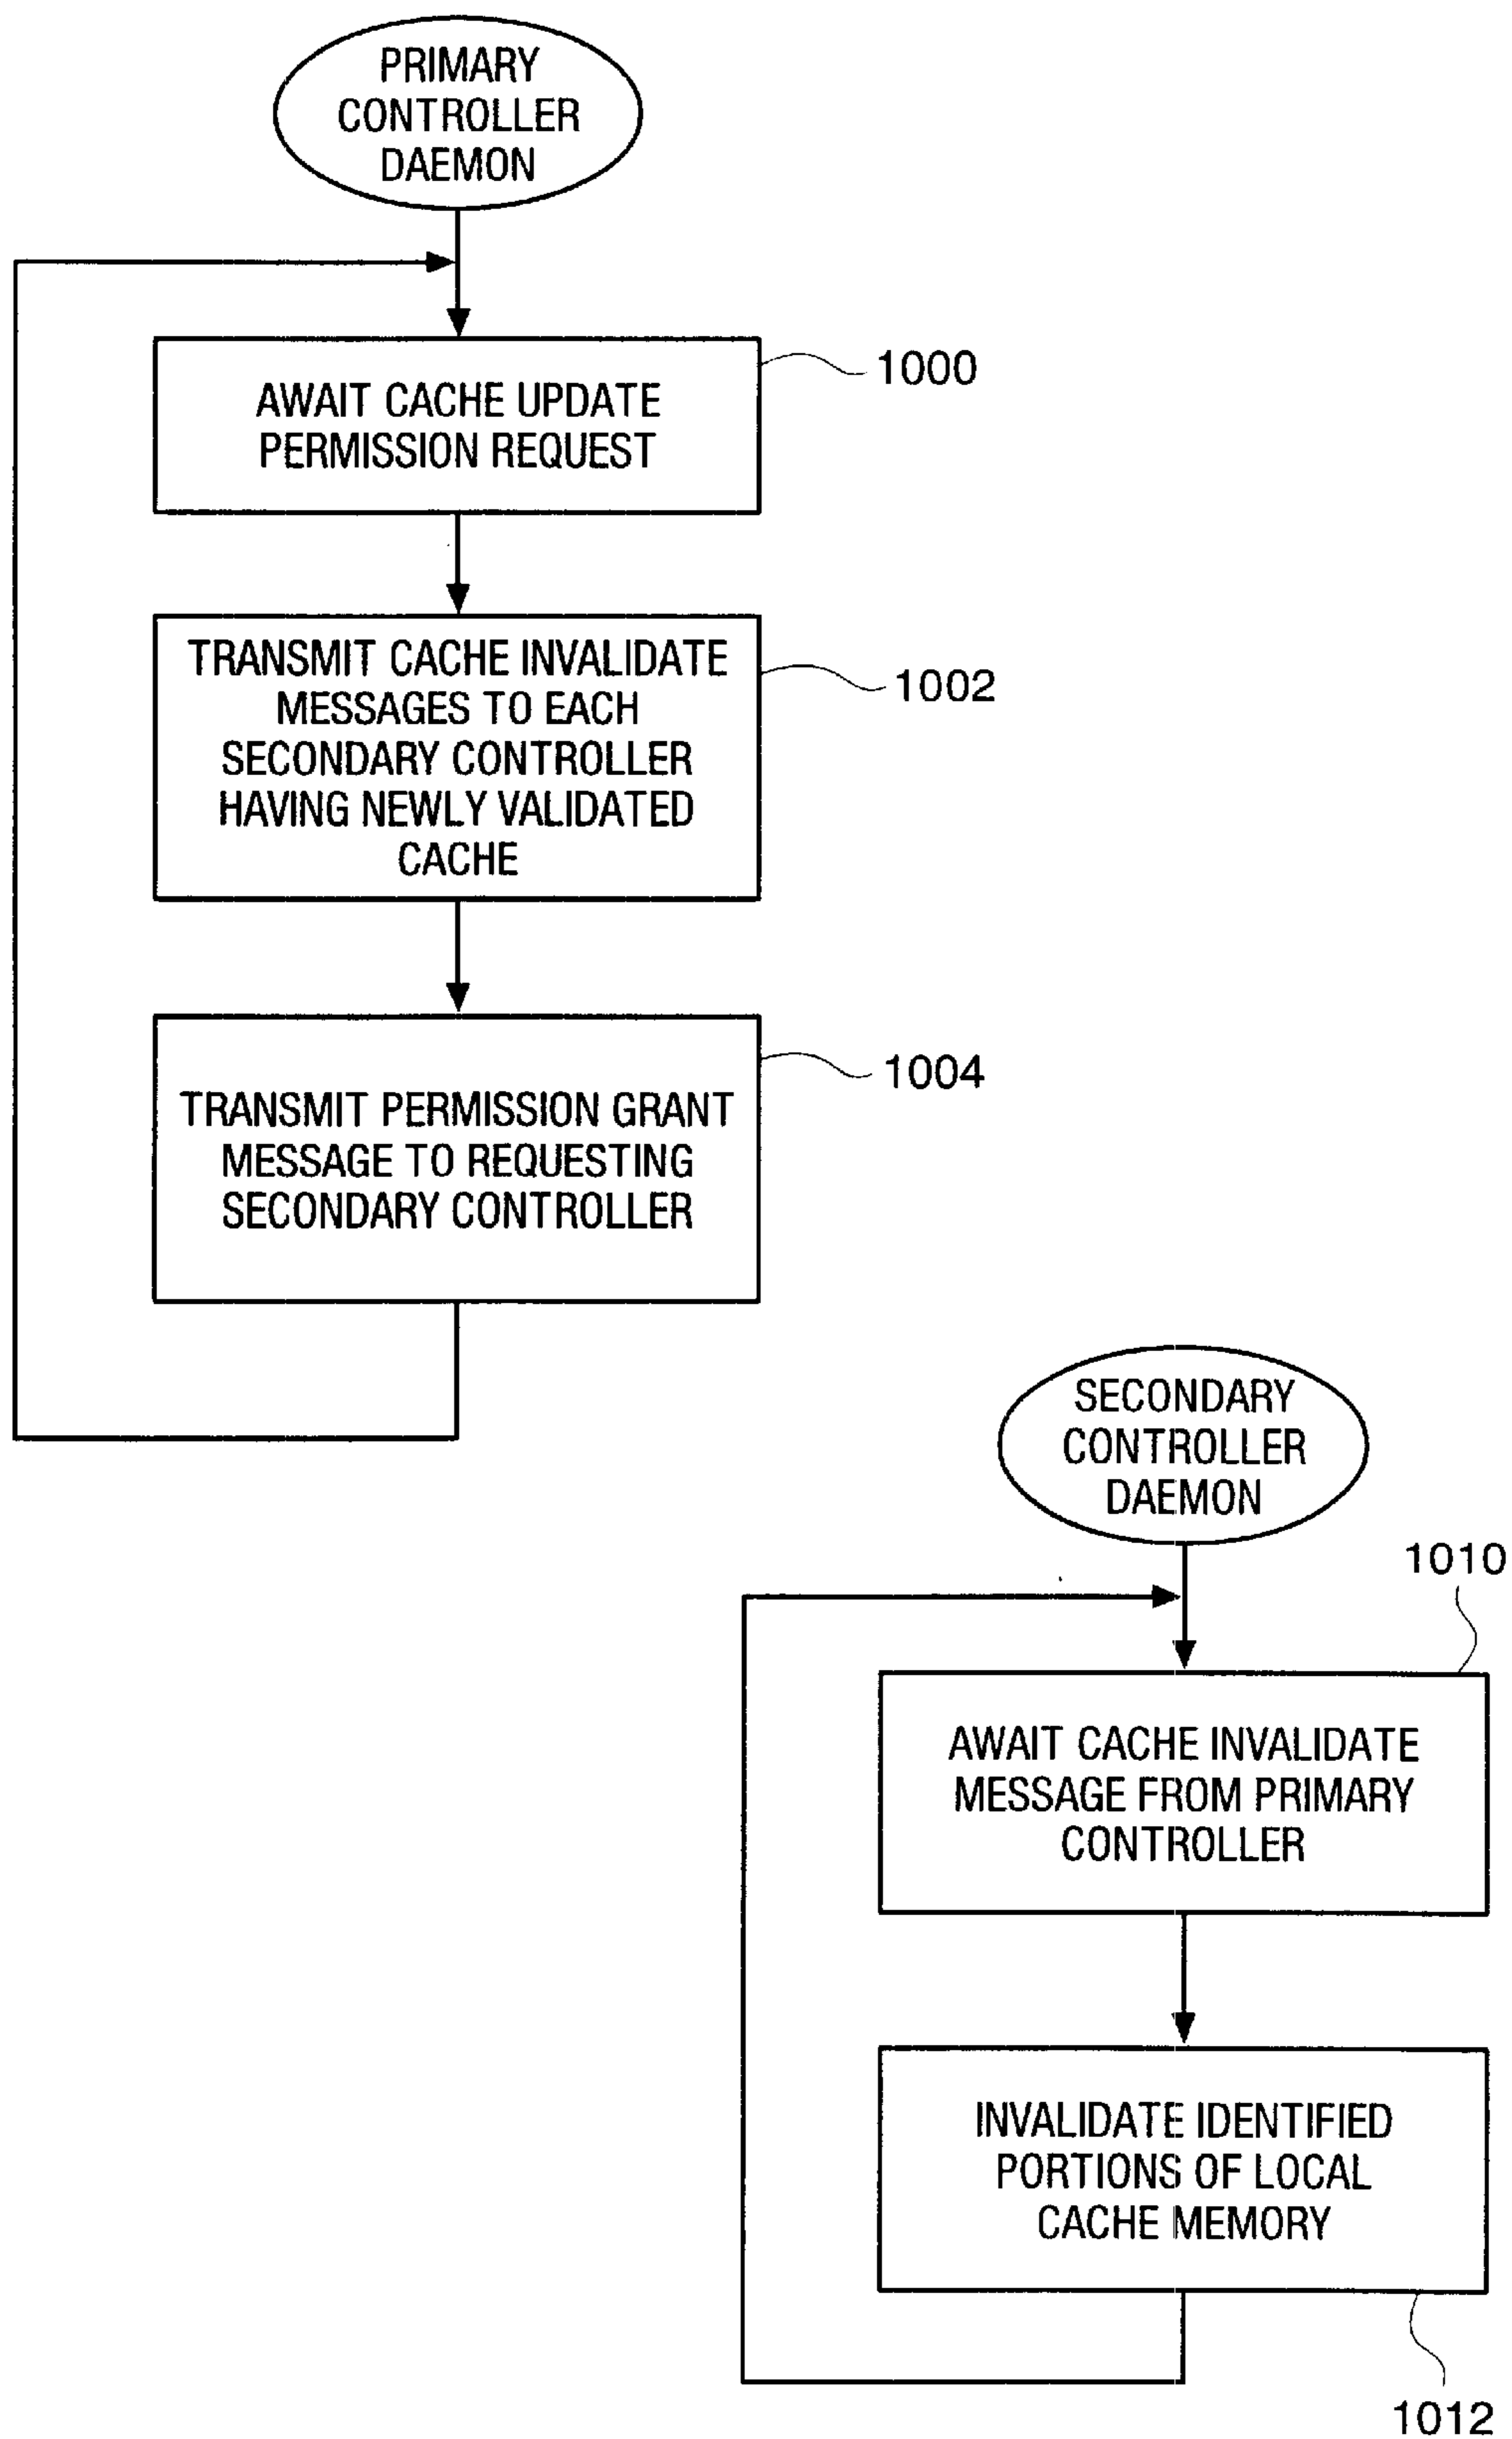 PRIMARY
CONTROLLER
DAEMON
AWAIT CACHE UPDATE
PERMISSION REQUEST
1000
TRANSMIT CACHE INVALIDATE
MESSAGES TO EACH
SECONDARY CONTROLLER
HAVING NEWLY VALIDATED
CACHE
1002
TRANSMIT PERMISSION GRANT
MESSAGE TO REQUESTING
SECONDARY CONTROLLER
1004
SECONDARY
CONTROLLER
DAEMON
1010
AWAIT CACHE INVALIDATE
MESSAGE FROM PRIMARY
CONTROLLER
INVALIDATE IDENTIFIED
PORTIONS OF LOCAL
CACHE MEMORY
1012